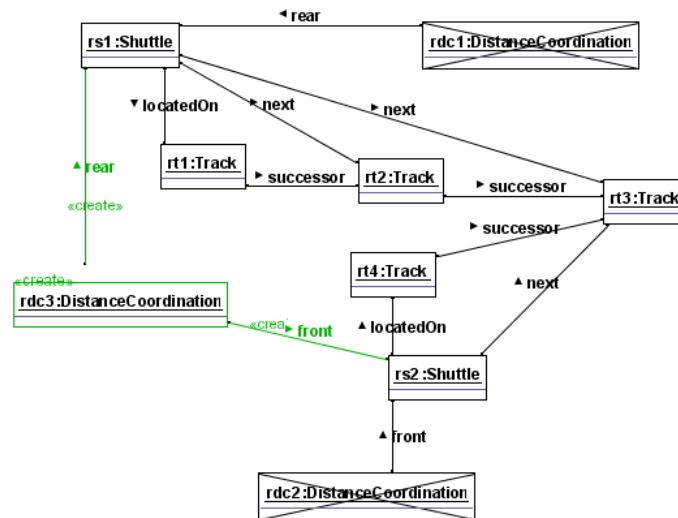 ◄ rear
rs1:Shuttle
rdc1:DistanceCoordination
▼ locatedOn
► next
► next
▲ rear
rt1:Track
► successor
rt2:Track
► successor
rt3:Track
«create»
► successor
rt4:Track
▲ next
«create»
rdc3:DistanceCoordination
«crea
► front
▲ locatedOn
rs2:Shuttle
▲ front
rdc2:DistanceCoordination